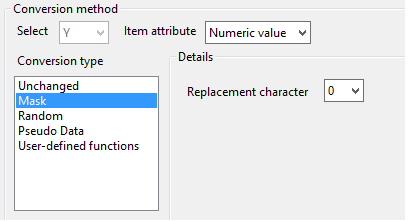 Conversion method
Select Y Item attribute Numeric value
Conversion type
Details
Unchanged
Mask
Random
Pseudo Data
User-defined functions
Replacement character 0